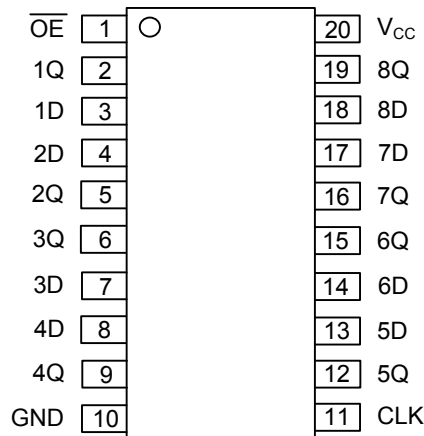 O̅E̅ 1 20 V_CC
1Q 2 19 8Q
1D 3 18 8D
2D 4 17 7D
2Q 5 16 7Q
3Q 6 15 6Q
3D 7 14 6D
4D 8 13 5D
4Q 9 12 5Q
GND 10 11 CLK